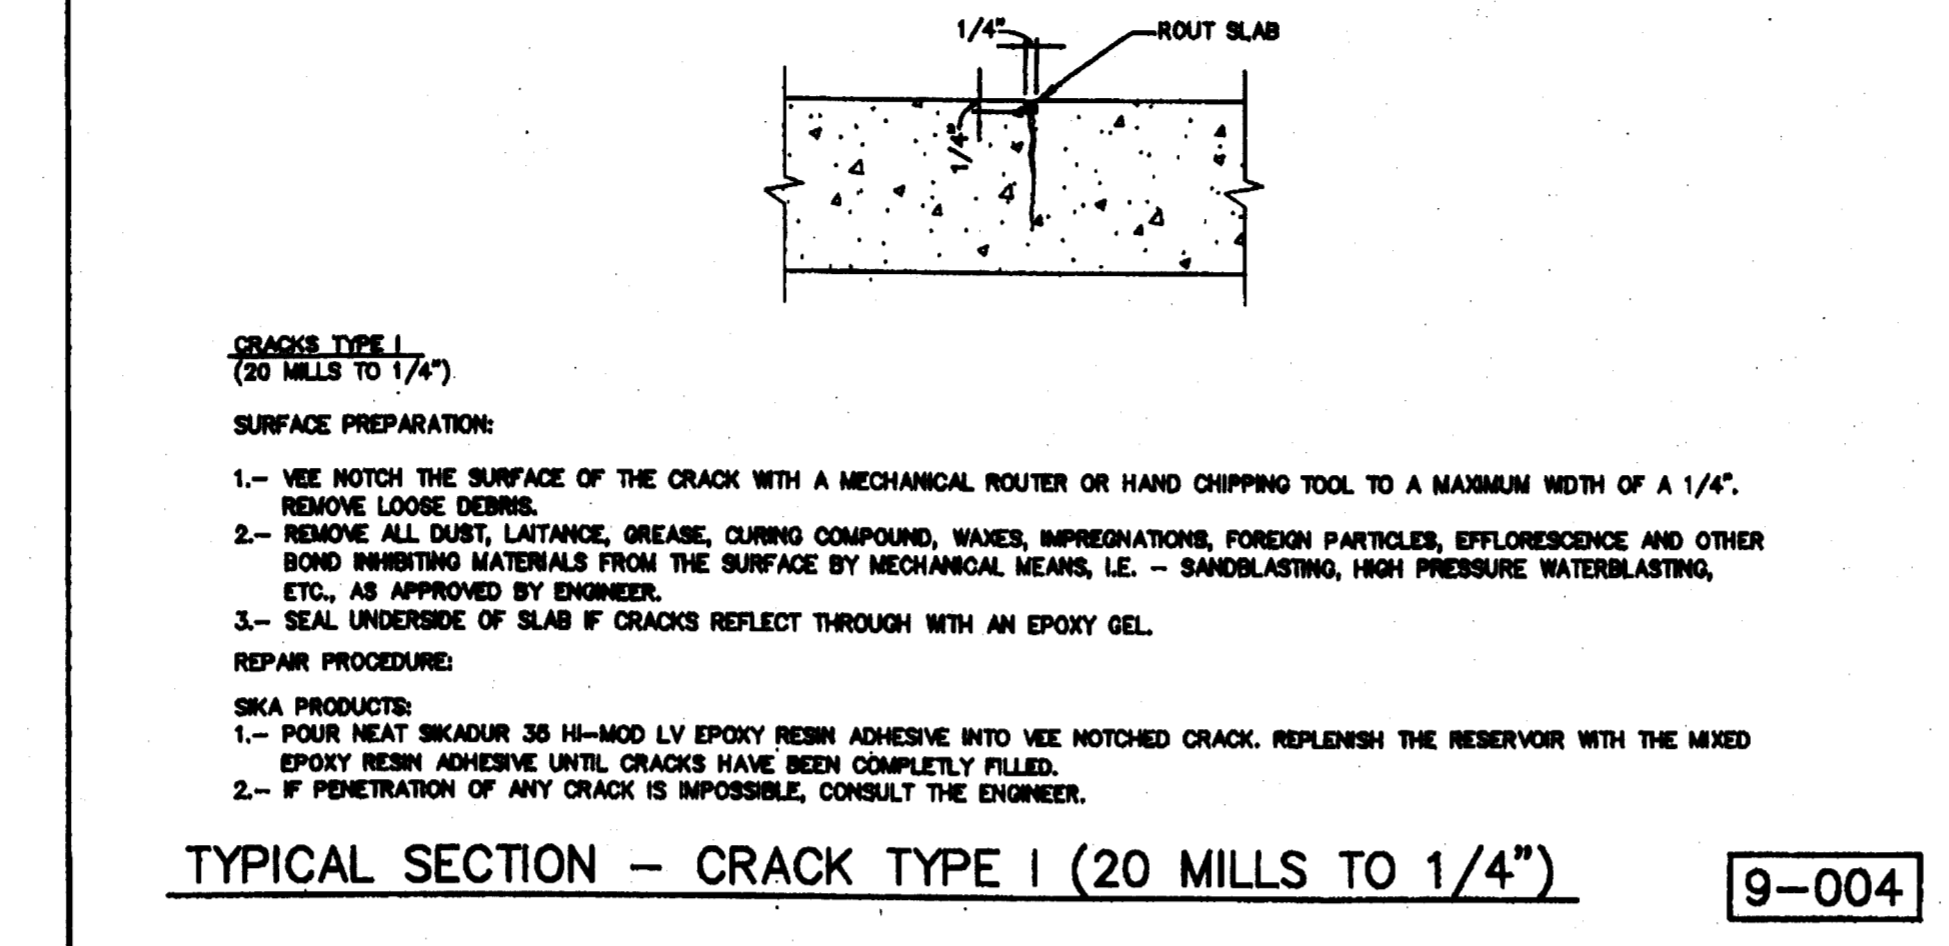 1/4"
ROUT SLAB
1/4"
CRACKS TYPE I
(20 MILLS TO 1/4")
SURFACE PREPARATION:
1.- VEE NOTCH THE SURFACE OF THE CRACK WITH A MECHANICAL ROUTER OR HAND CHIPPING TOOL TO A MAXIMUM WIDTH OF A 1/4".
REMOVE LOOSE DEBRIS.
2.- REMOVE ALL DUST, LAITANCE, GREASE, CURING COMPOUND, WAXES, IMPREGNATIONS, FOREIGN PARTICLES, EFFLORESCENCE AND OTHER
BOND INHIBITING MATERIALS FROM THE SURFACE BY MECHANICAL MEANS, I.E. - SANDBLASTING, HIGH PRESSURE WATERBLASTING,
ETC., AS APPROVED BY ENGINEER.
3.- SEAL UNDERSIDE OF SLAB IF CRACKS REFLECT THROUGH WITH AN EPOXY GEL.
REPAIR PROCEDURE:
SIKA PRODUCTS:
1.- POUR NEAT SIKADUR 35 HI-MOD LV EPOXY RESIN ADHESIVE INTO VEE NOTCHED CRACK. REPLENISH THE RESERVOIR WITH THE MIXED
EPOXY RESIN ADHESIVE UNTIL CRACKS HAVE BEEN COMPLETLY FILLED.
2.- IF PENETRATION OF ANY CRACK IS IMPOSSIBLE, CONSULT THE ENGINEER.
TYPICAL SECTION - CRACK TYPE I (20 MILLS TO 1/4")
9-004